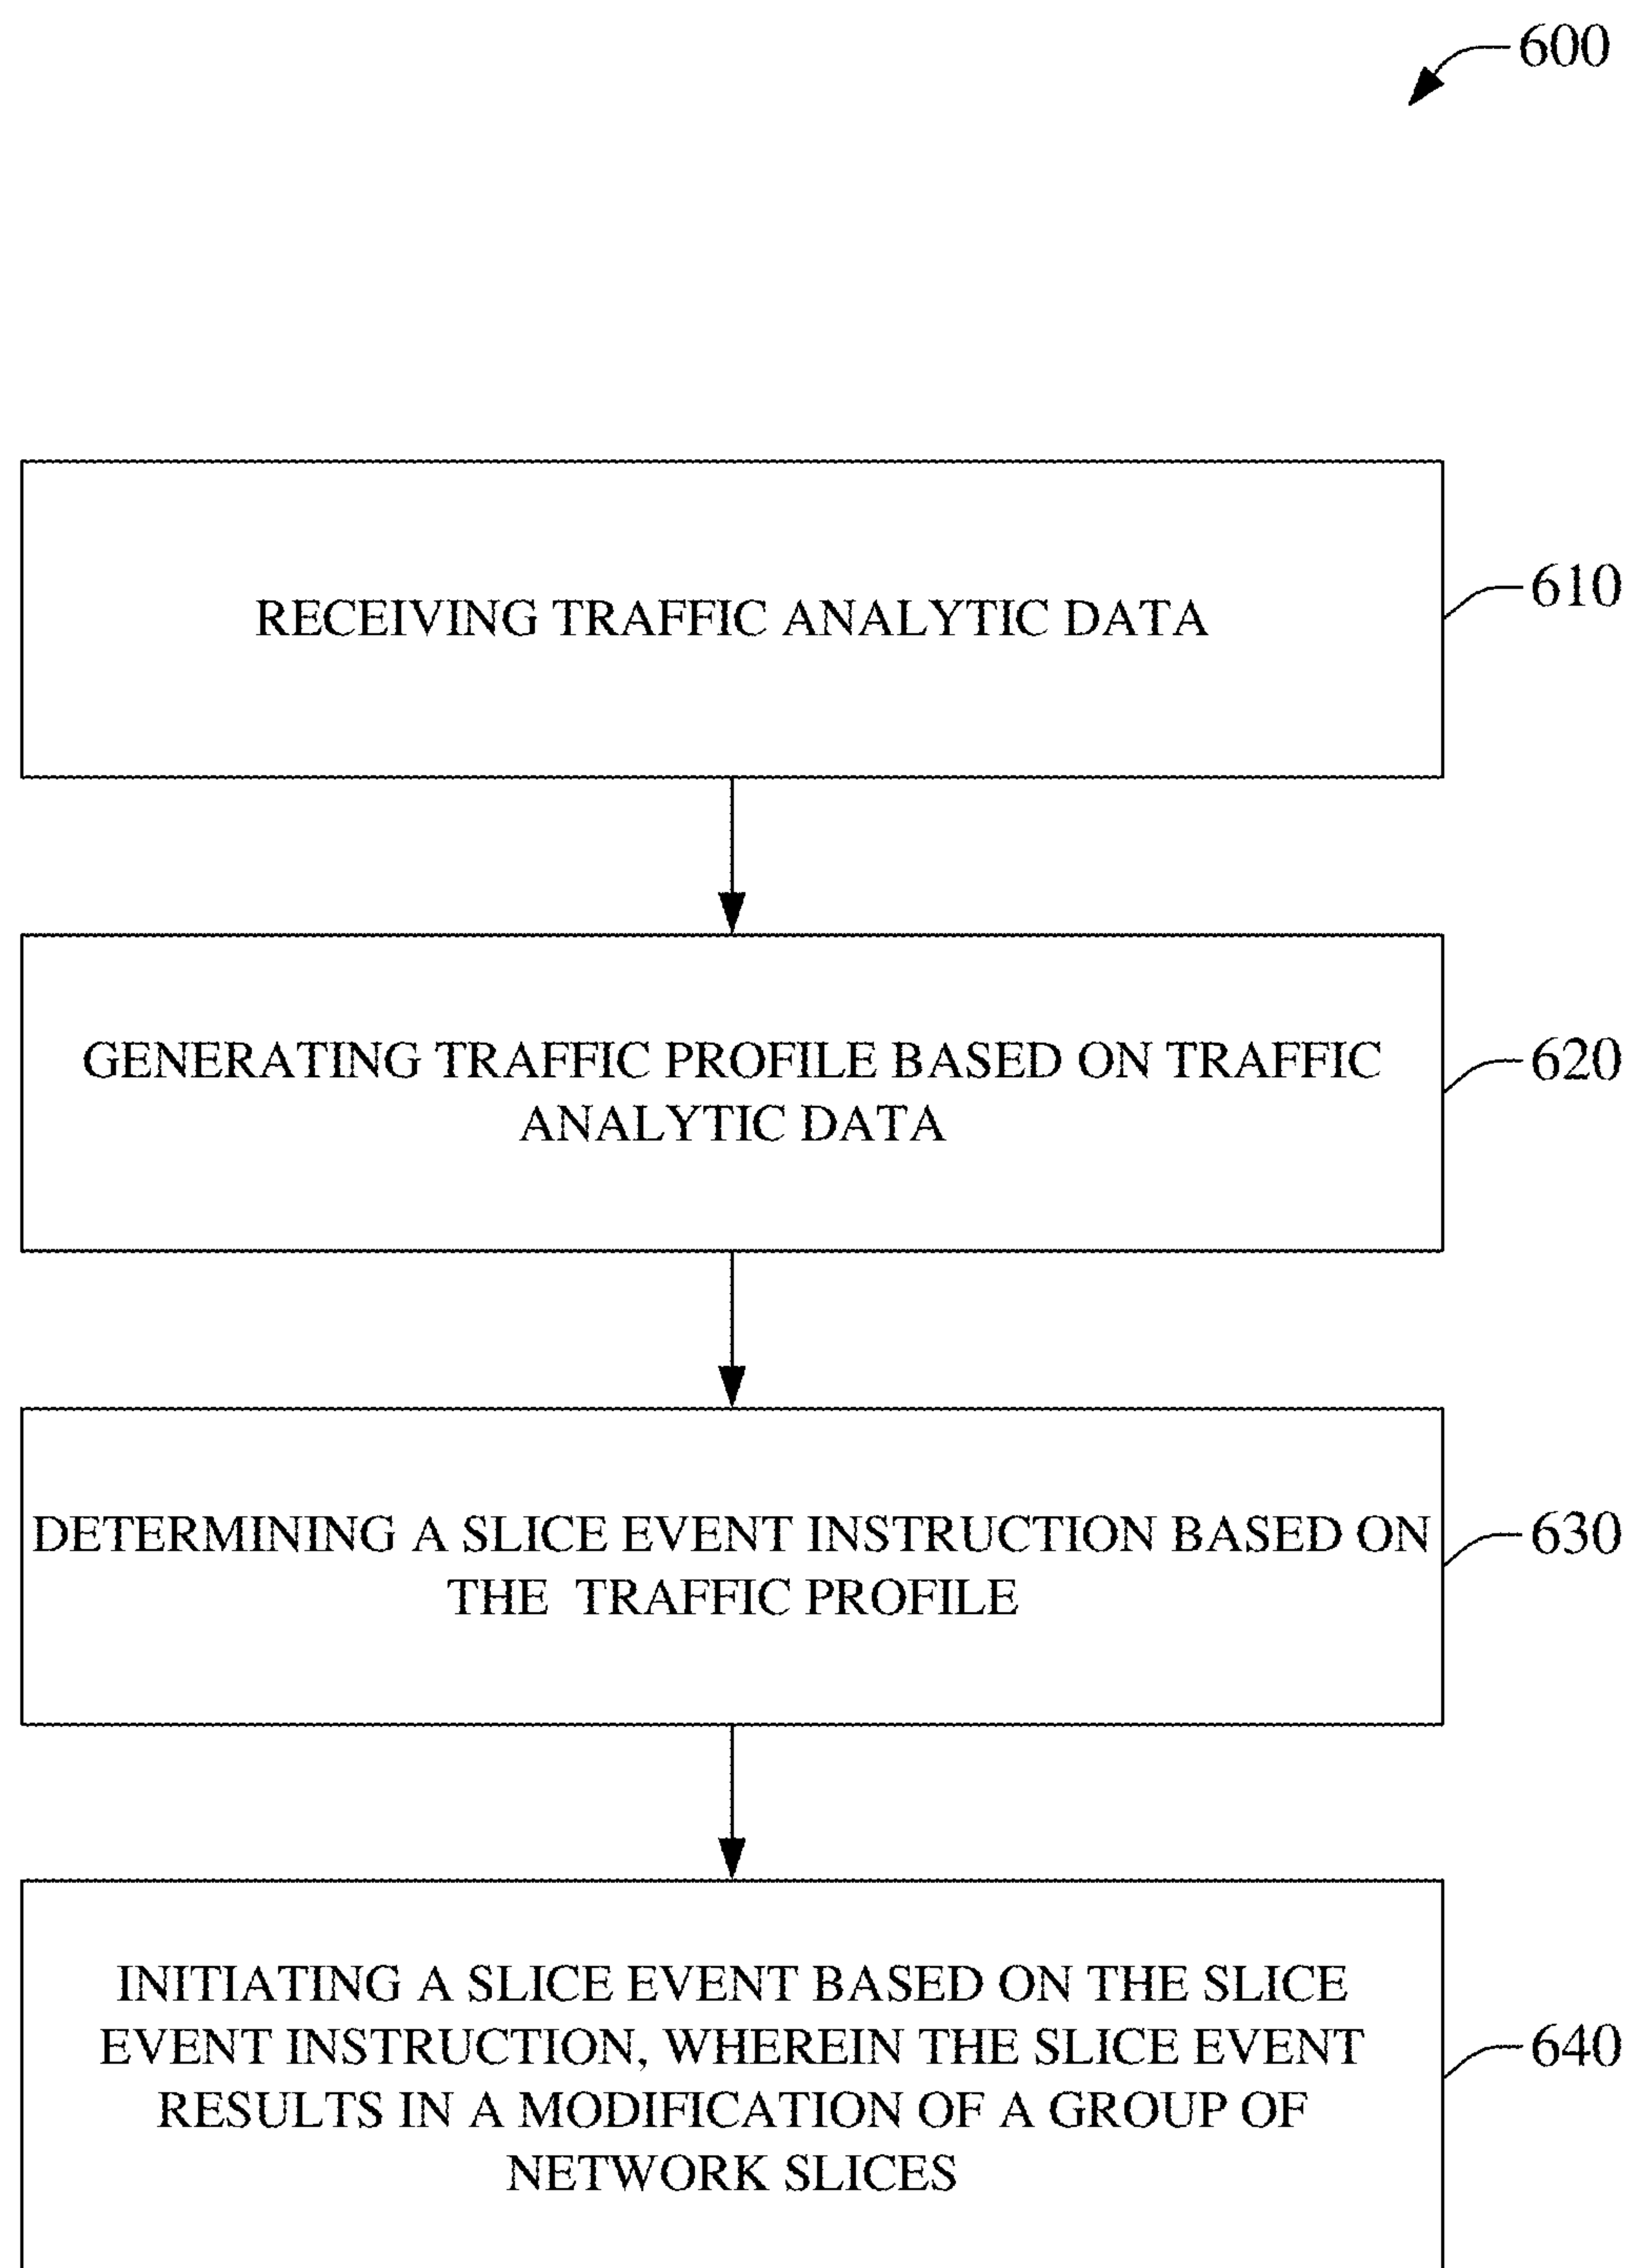 600
RECEIVING TRAFFIC ANALYTIC DATA
610
GENERATING TRAFFIC PROFILE BASED ON TRAFFIC
ANALYTIC DATA
620
DETERMINING A SLICE EVENT INSTRUCTION BASED ON
THE TRAFFIC PROFILE
630
INITIATING A SLICE EVENT BASED ON THE SLICE
EVENT INSTRUCTION, WHEREIN THE SLICE EVENT
RESULTS IN A MODIFICATION OF A GROUP OF
NETWORK SLICES
640